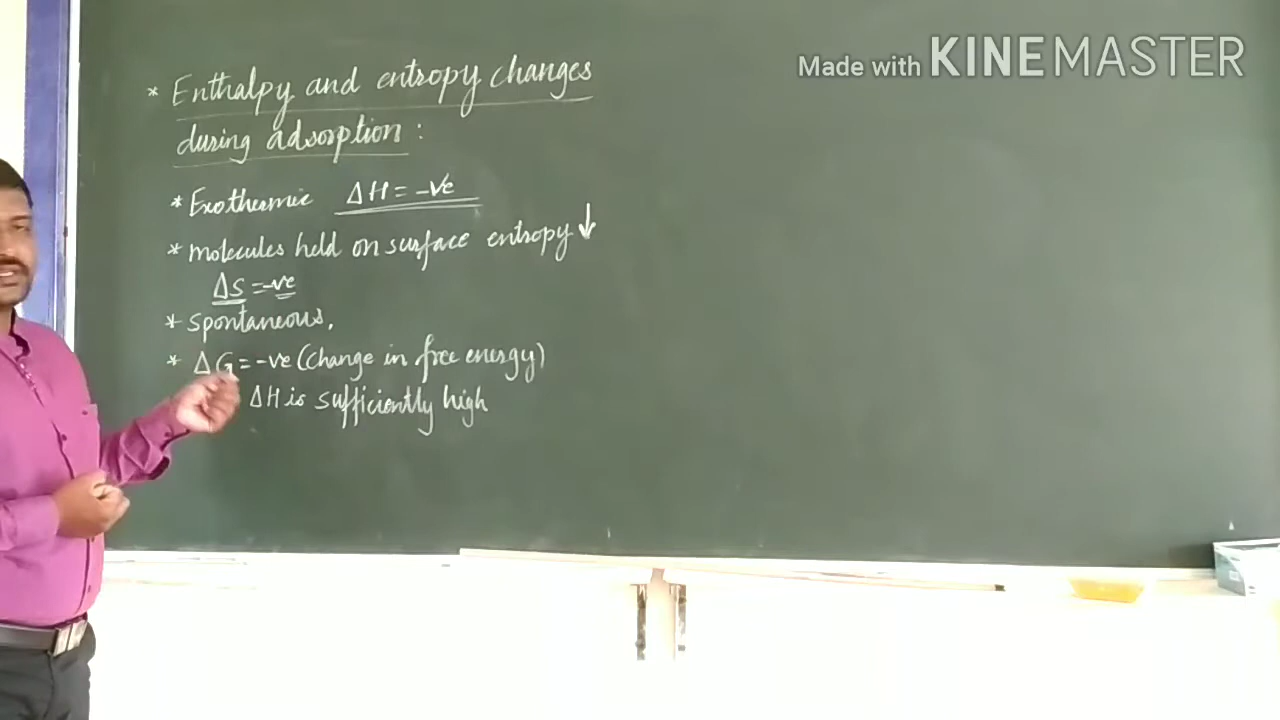 Made with KINEMASTER
* Enthalpy and entropy changes
during adsorption :
* Exothermic ΔH = -ve
* molecules held on surface entropy ↓
ΔS = -ve
* Spontaneous.
* ΔG = -ve (change in free energy)
ΔH is sufficiently high